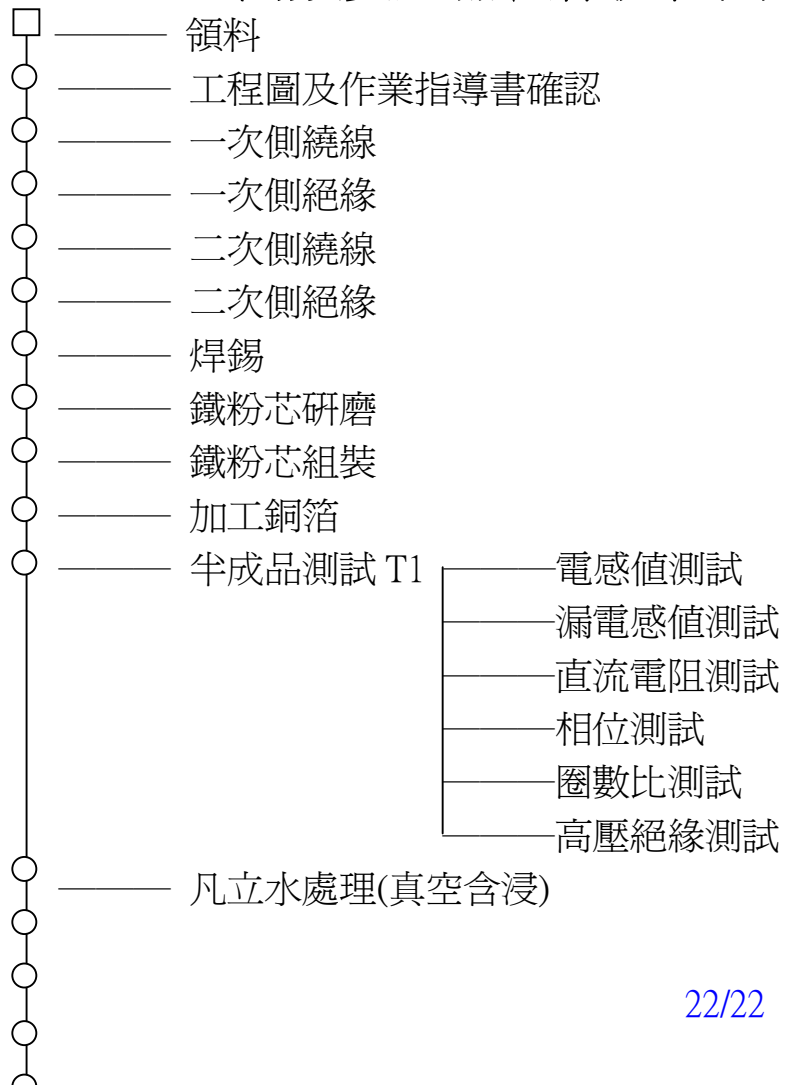 領料
工程圖及作業指導書確認
一次側繞線
一次側絕緣
二次側繞線
二次側絕緣
焊錫
鐵粉芯研磨
鐵粉芯組裝
加工銅箔
半成品測試 T1
電感值測試
漏電感值測試
直流電阻測試
相位測試
圈數比測試
高壓絕緣測試
凡立水處理(真空含浸)
22/22